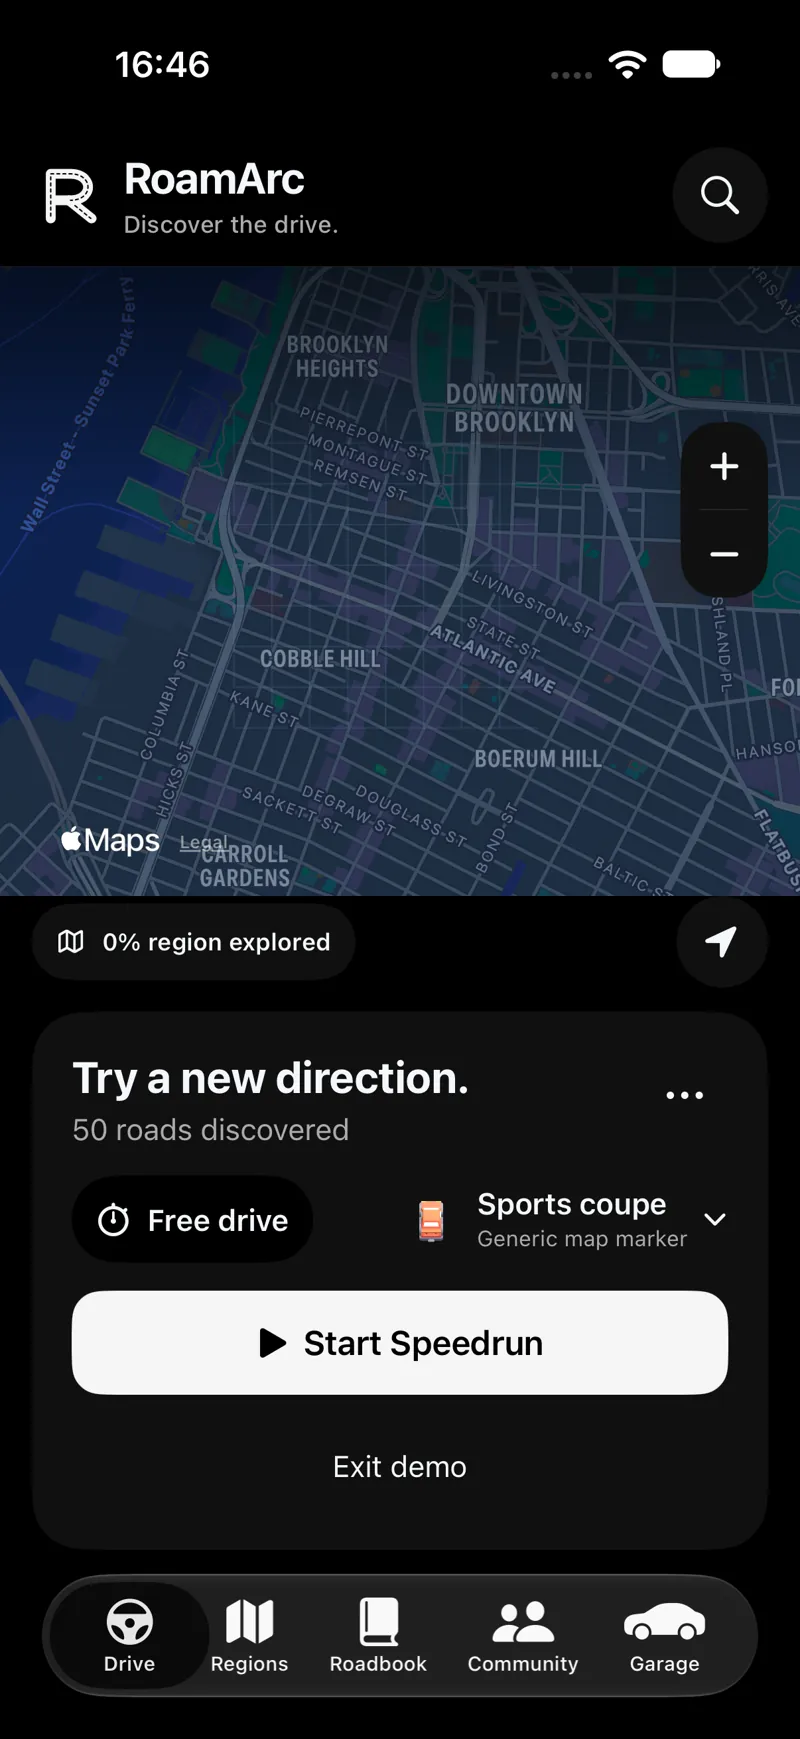 16:46
RoamArc
Discover the drive.
Wall Street - Sunset Park Ferry
BROOKLYN
HEIGHTS
DOWNTOWN
BROOKLYN
PIERREPONT ST
MONTAGUE ST
REMSEN ST
LIVINGSTON ST
STATE ST
ATLANTIC AVE
COBBLE HILL
COLUMBIA ST
KANE ST
HICKS ST
BOERUM HILL
SACKETT ST
DEGRAW ST
DOUGLASS ST
BOND ST
BALTIC ST
Maps
Legal
CARROLL
GARDENS
0% region explored
Try a new direction.
50 roads discovered
Free drive
Sports coupe
Generic map marker
Start Speedrun
Exit demo
Drive
Regions
Roadbook
Community
Garage